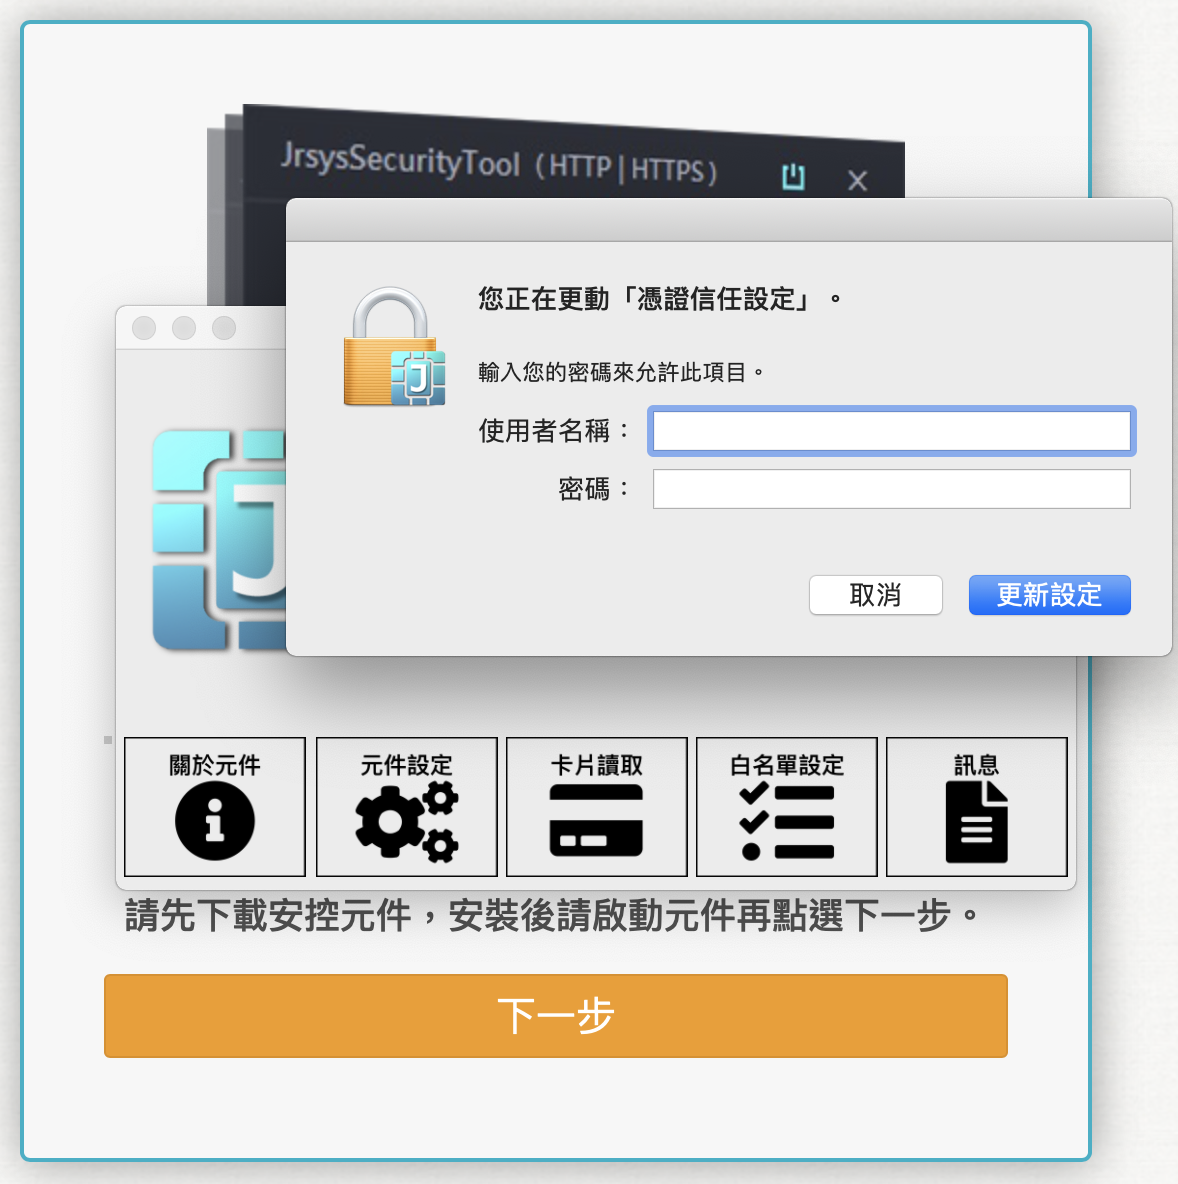 JrsysSecurityTool（HTTP|HTTPS）
您正在更動「憑證信任設定」。
輸入您的密碼來允許此項目。
使用者名稱：
密碼：
取消
更新設定
J
J
關於元件
元件設定
卡片讀取
白名單設定
訊息
請先下載安控元件，安裝後請啟動元件再點選下一步。
下一步